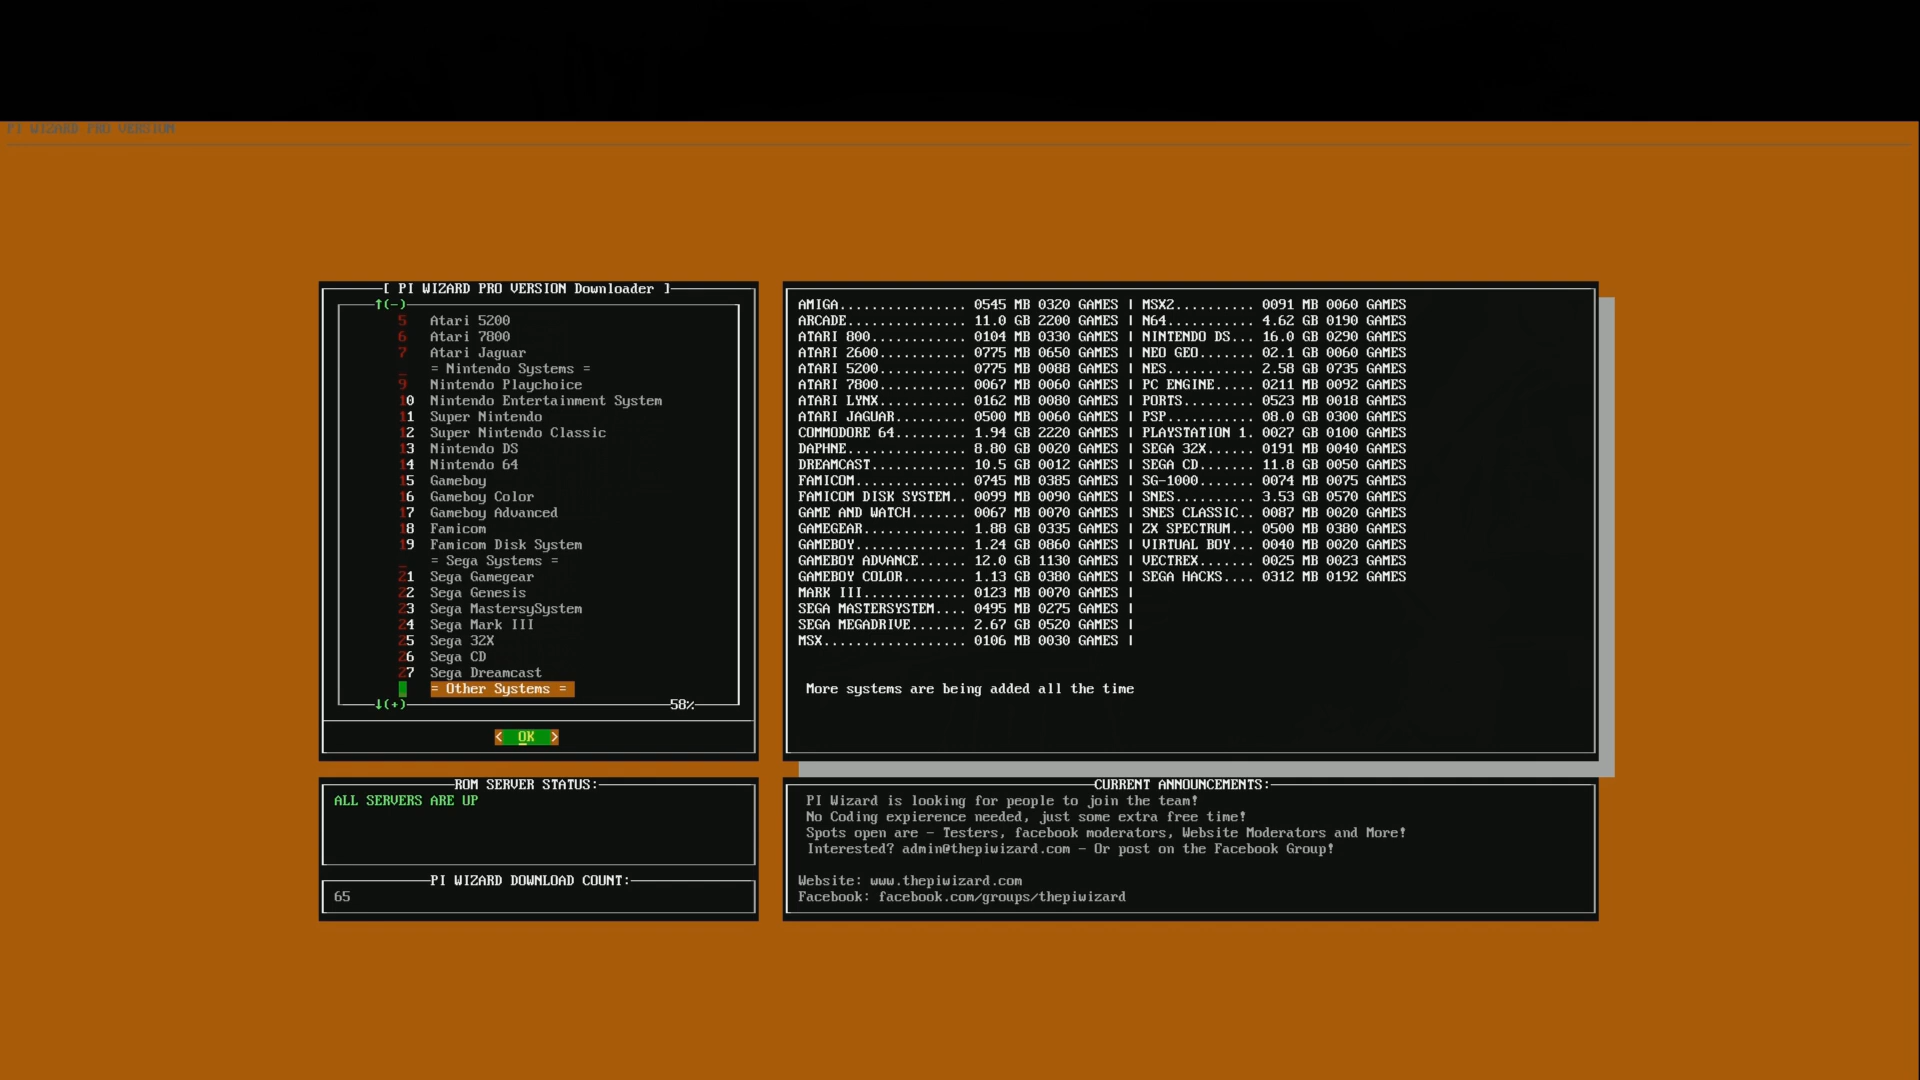 PI WIZARD PRO VERSION
[ PI WIZARD PRO VERSION Downloader ]
↑(-)
5 Atari 5200
6 Atari 7800
7 Atari Jaguar
_ = Nintendo Systems =
9 Nintendo Playchoice
10 Nintendo Entertainment System
11 Super Nintendo
12 Super Nintendo Classic
13 Nintendo DS
14 Nintendo 64
15 Gameboy
16 Gameboy Color
17 Gameboy Advanced
18 Famicom
19 Famicom Disk System
_ = Sega Systems =
21 Sega Gamegear
22 Sega Genesis
23 Sega MastersySystem
24 Sega Mark III
25 Sega 32X
26 Sega CD
27 Sega Dreamcast
= Other Systems =
↓(+) 58%
< OK >
AMIGA................ 0545 MB 0320 GAMES | MSX2.......... 0091 MB 0060 GAMES
ARCADE............... 11.0 GB 2200 GAMES | N64........... 4.62 GB 0190 GAMES
ATARI 800............ 0104 MB 0330 GAMES | NINTENDO DS... 16.0 GB 0290 GAMES
ATARI 2600........... 0775 MB 0650 GAMES | NEO GEO....... 02.1 GB 0060 GAMES
ATARI 5200........... 0775 MB 0088 GAMES | NES........... 2.58 GB 0735 GAMES
ATARI 7800........... 0067 MB 0060 GAMES | PC ENGINE..... 0211 MB 0092 GAMES
ATARI LYNX........... 0162 MB 0080 GAMES | PORTS......... 0523 MB 0018 GAMES
ATARI JAGUAR......... 0500 MB 0060 GAMES | PSP........... 08.0 GB 0300 GAMES
COMMODORE 64......... 1.94 GB 2220 GAMES | PLAYSTATION 1. 0027 GB 0100 GAMES
DAPHNE............... 8.80 GB 0020 GAMES | SEGA 32X...... 0191 MB 0040 GAMES
DREAMCAST............ 10.5 GB 0012 GAMES | SEGA CD....... 11.8 GB 0050 GAMES
FAMICOM.............. 0745 MB 0385 GAMES | SG-1000....... 0074 MB 0075 GAMES
FAMICOM DISK SYSTEM.. 0099 MB 0090 GAMES | SNES.......... 3.53 GB 0570 GAMES
GAME AND WATCH....... 0067 MB 0070 GAMES | SNES CLASSIC.. 0087 MB 0020 GAMES
GAMEGEAR............. 1.88 GB 0335 GAMES | ZX SPECTRUM... 0500 MB 0380 GAMES
GAMEBOY.............. 1.24 GB 0860 GAMES | VIRTUAL BOY... 0040 MB 0020 GAMES
GAMEBOY ADVANCE...... 12.0 GB 1130 GAMES | VECTREX....... 0025 MB 0023 GAMES
GAMEBOY COLOR........ 1.13 GB 0380 GAMES | SEGA HACKS.... 0312 MB 0192 GAMES
MARK III............. 0123 MB 0070 GAMES |
SEGA MASTERSYSTEM.... 0495 MB 0275 GAMES |
SEGA MEGADRIVE....... 2.67 GB 0520 GAMES |
MSX.................. 0106 MB 0030 GAMES |
More systems are being added all the time
ROM SERVER STATUS:
ALL SERVERS ARE UP
PI WIZARD DOWNLOAD COUNT:
65
CURRENT ANNOUNCEMENTS:
PI Wizard is looking for people to join the team!
No Coding expierence needed, just some extra free time!
Spots open are - Testers, facebook moderators, Website Moderators and More!
Interested? admin@thepiwizard.com - Or post on the Facebook Group!
Website: www.thepiwizard.com
Facebook: facebook.com/groups/thepiwizard